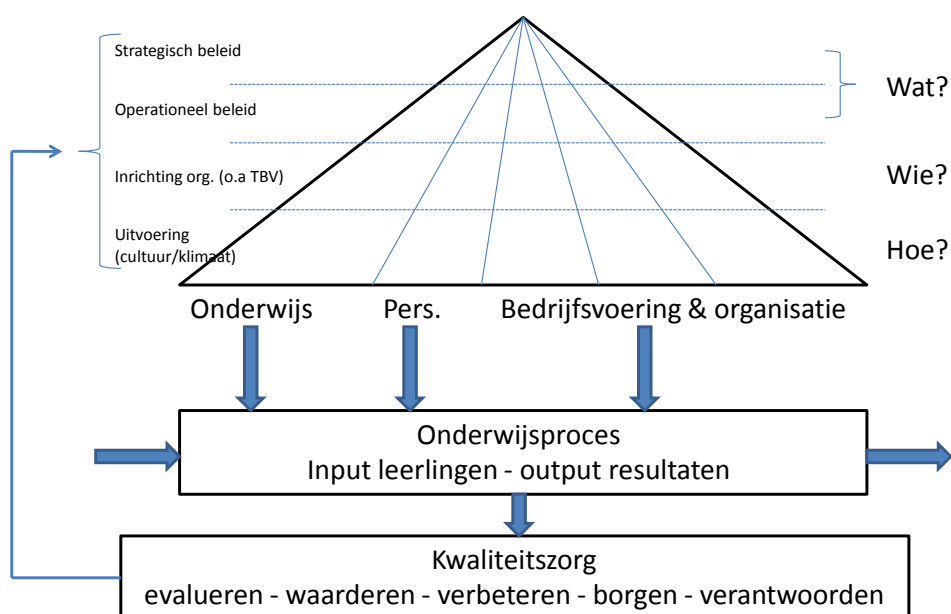 Strategisch beleid
Wat?
Operationeel beleid
Inrichting org. (o.a TBV)
Wie?
Uitvoering
(cultuur/klimaat)
Hoe?
Onderwijs
Pers.
Bedrijfsvoering & organisatie
Onderwijsproces
Input leerlingen - output resultaten
Kwaliteitszorg
evalueren - waarderen - verbeteren - borgen - verantwoorden